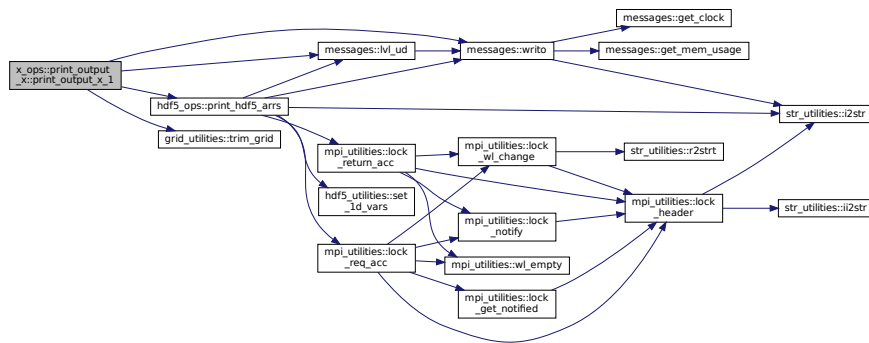 x_ops::print_output
_x::print_output_x_1
messages::lvl_ud
messages::writo
messages::get_clock
messages::get_mem_usage
hdf5_ops::print_hdf5_arrs
grid_utilities::trim_grid
str_utilities::i2str
mpi_utilities::lock
_return_acc
mpi_utilities::lock
_wl_change
str_utilities::r2strt
hdf5_utilities::set
_1d_vars
mpi_utilities::lock
_header
str_utilities::ii2str
mpi_utilities::lock
_notify
mpi_utilities::lock
_req_acc
mpi_utilities::wl_empty
mpi_utilities::lock
_get_notified